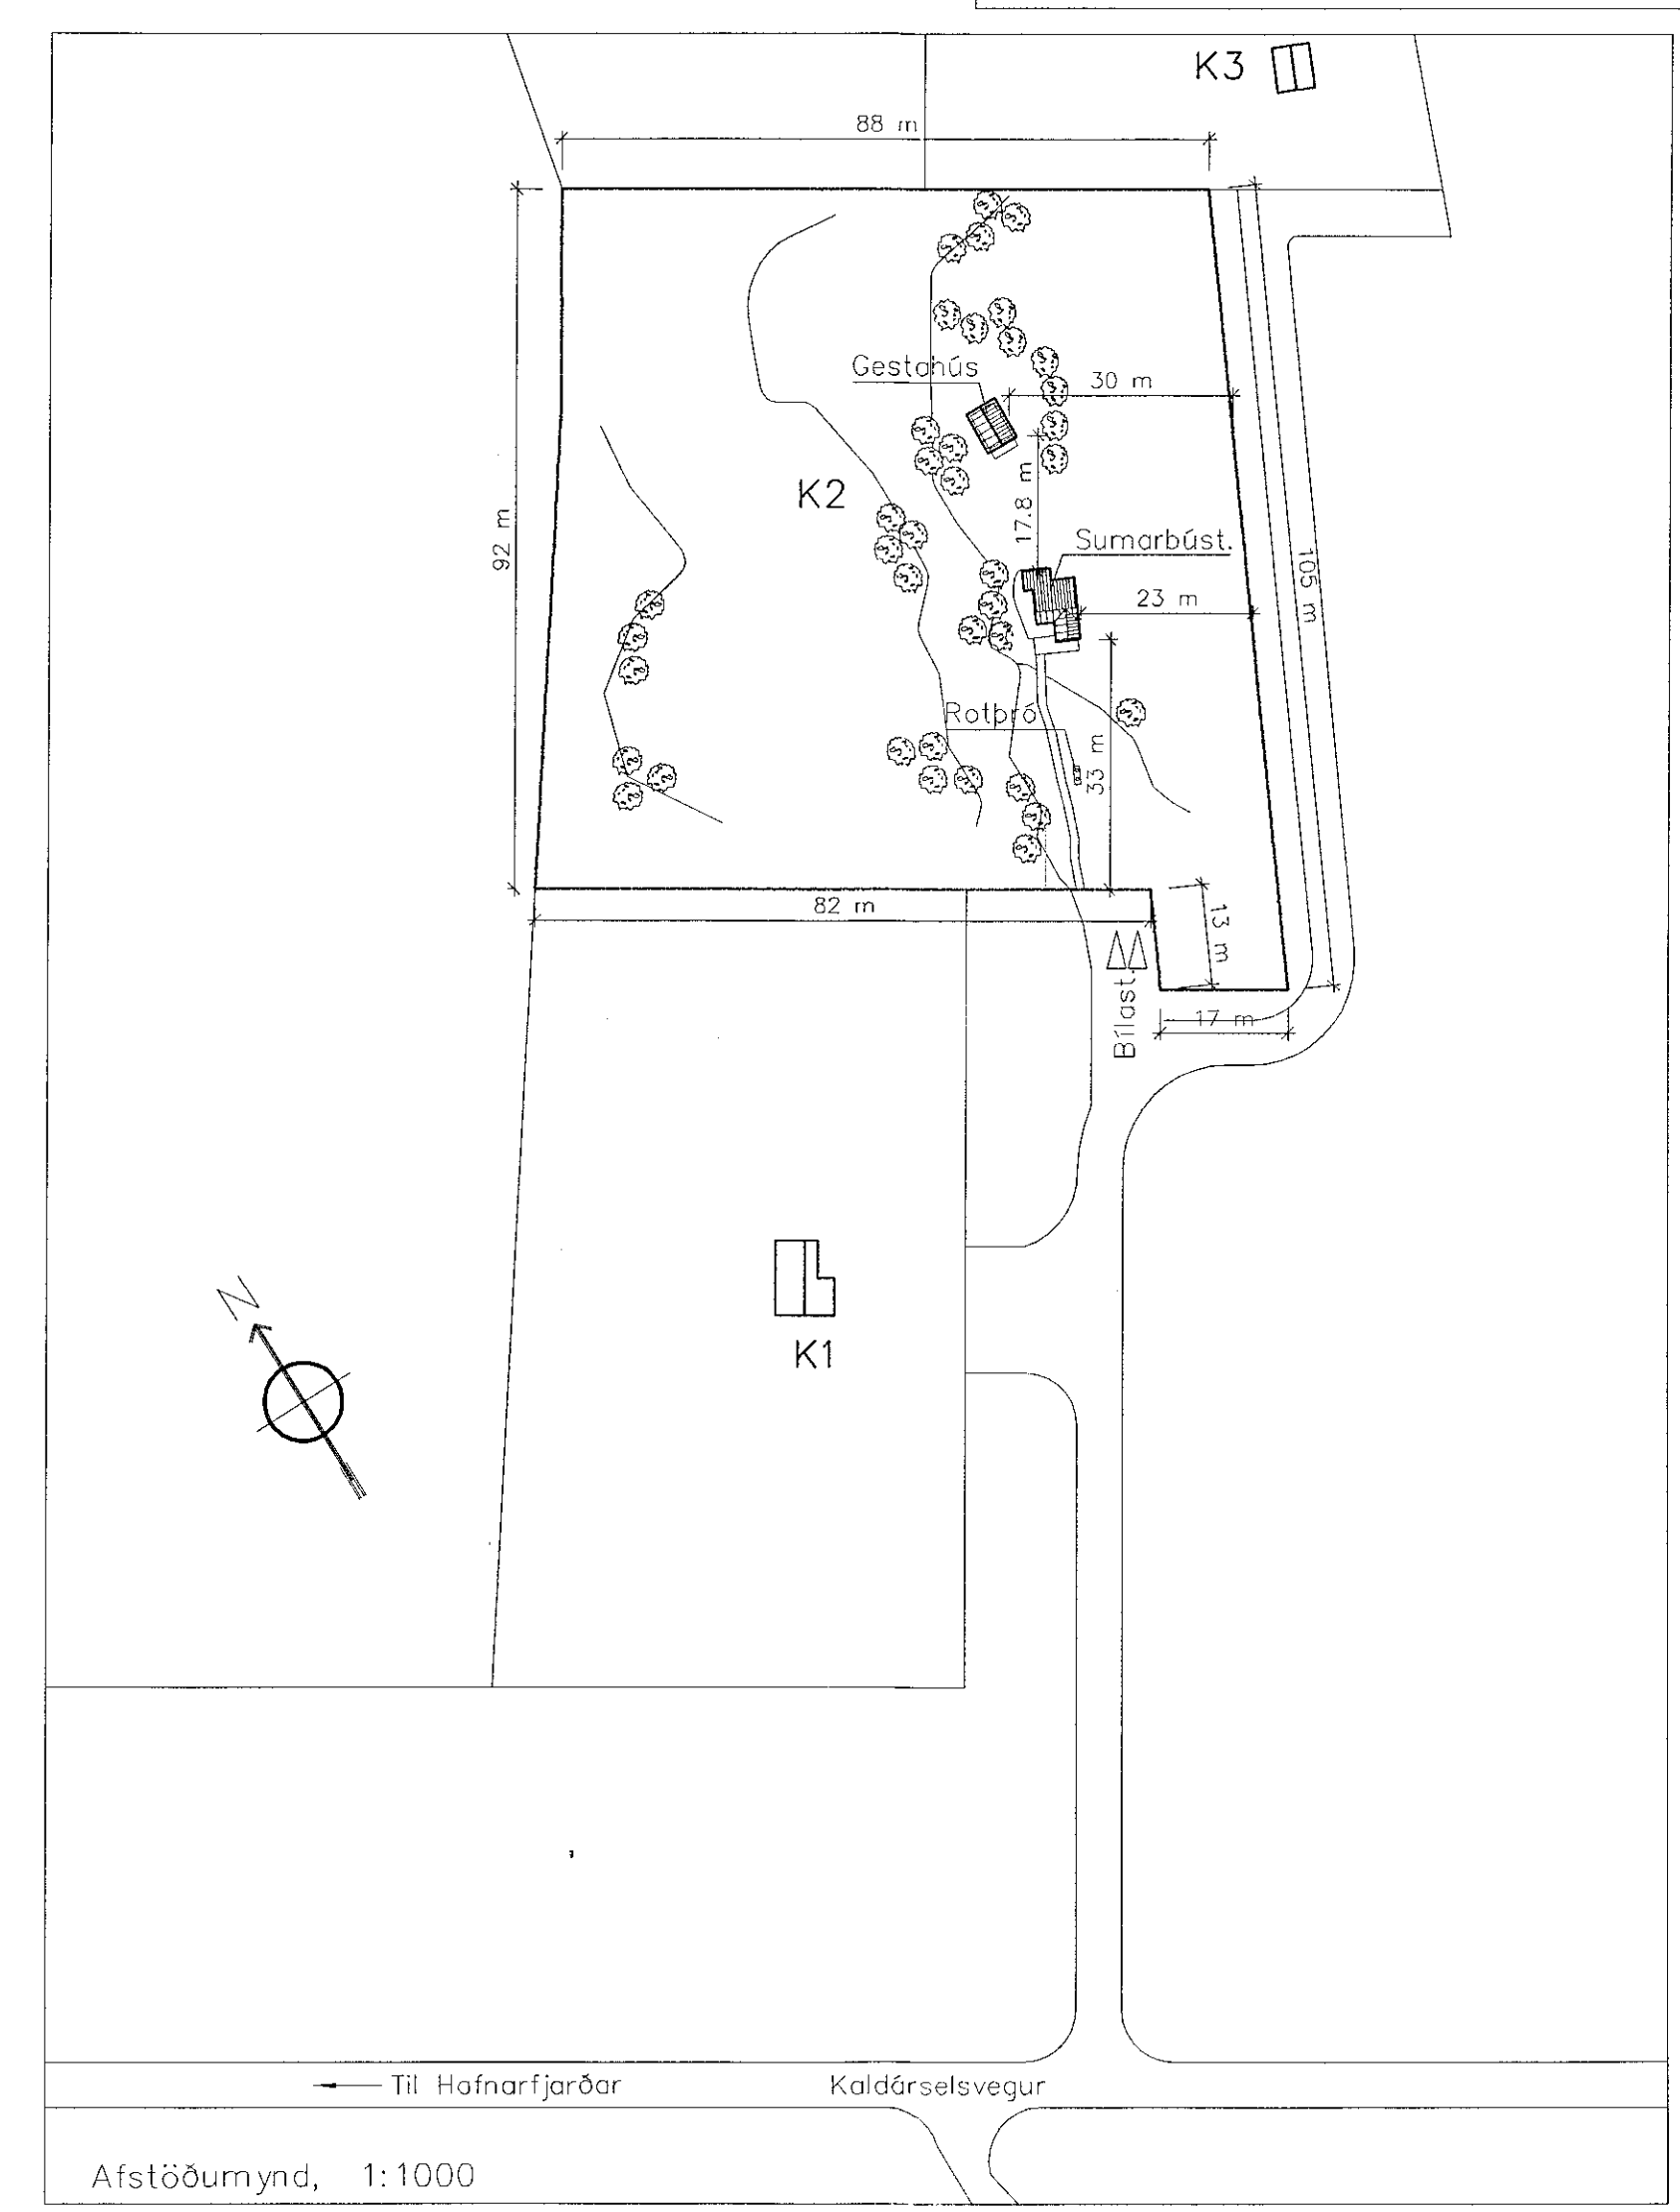 K3
88 m
Gestahús
30 m
K2
17.8 m
92 m
Sumarbúst.
105 m
23 m
Rotþró
33 m
82 m
13 m
Bílast.
17 m
N
K1
Til Hafnarfjarðar
Kaldárselsvegur
Afstöðumynd, 1:1000